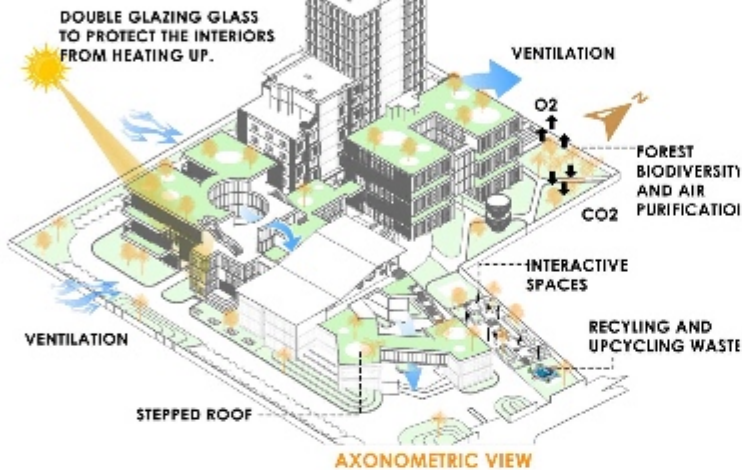 DOUBLE GLAZING GLASS
TO PROTECT THE INTERIORS
FROM HEATING UP.
VENTILATION
O2
N
FOREST
BIODIVERSITY
AND AIR
PURIFICATIO
CO2
INTERACTIVE
SPACES
VENTILATION
RECYLING AND
UPCYCLING WASTE
STEPPED ROOF
AXONOMETRIC VIEW